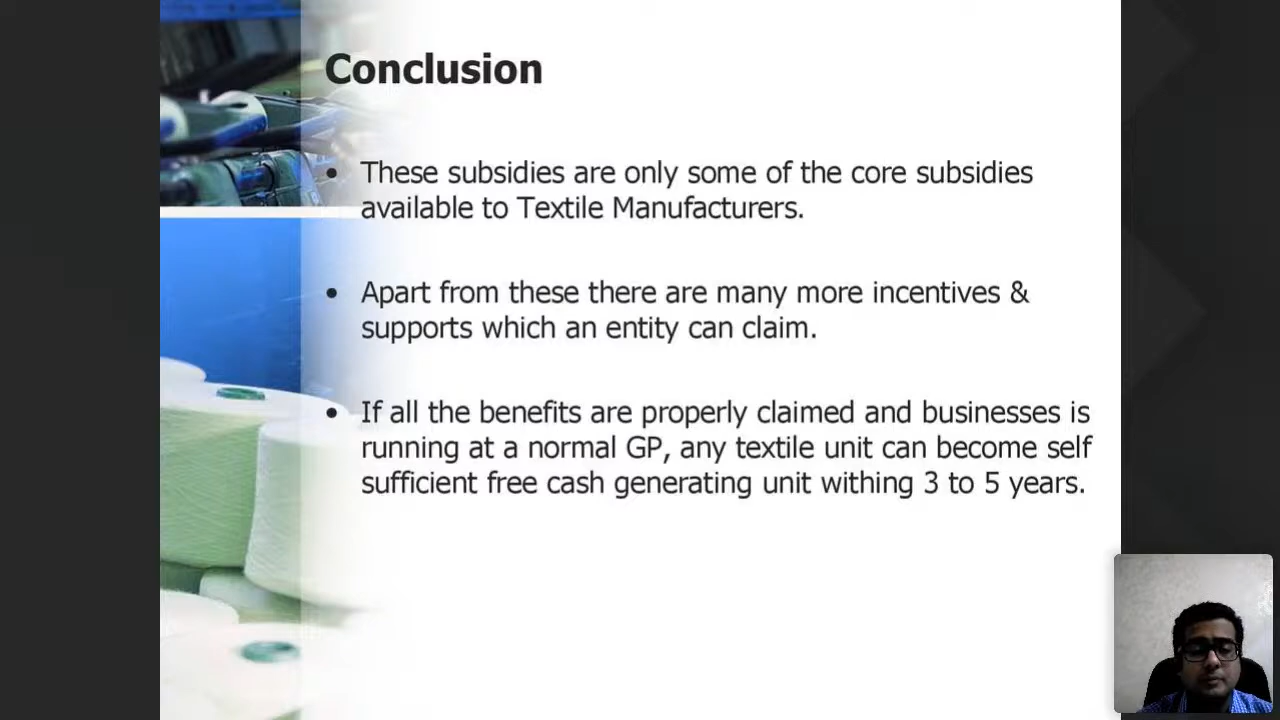 Conclusion
• These subsidies are only some of the core subsidies
available to Textile Manufacturers.
• Apart from these there are many more incentives &
supports which an entity can claim.
• If all the benefits are properly claimed and businesses is
running at a normal GP, any textile unit can become self
sufficient free cash generating unit withing 3 to 5 years.